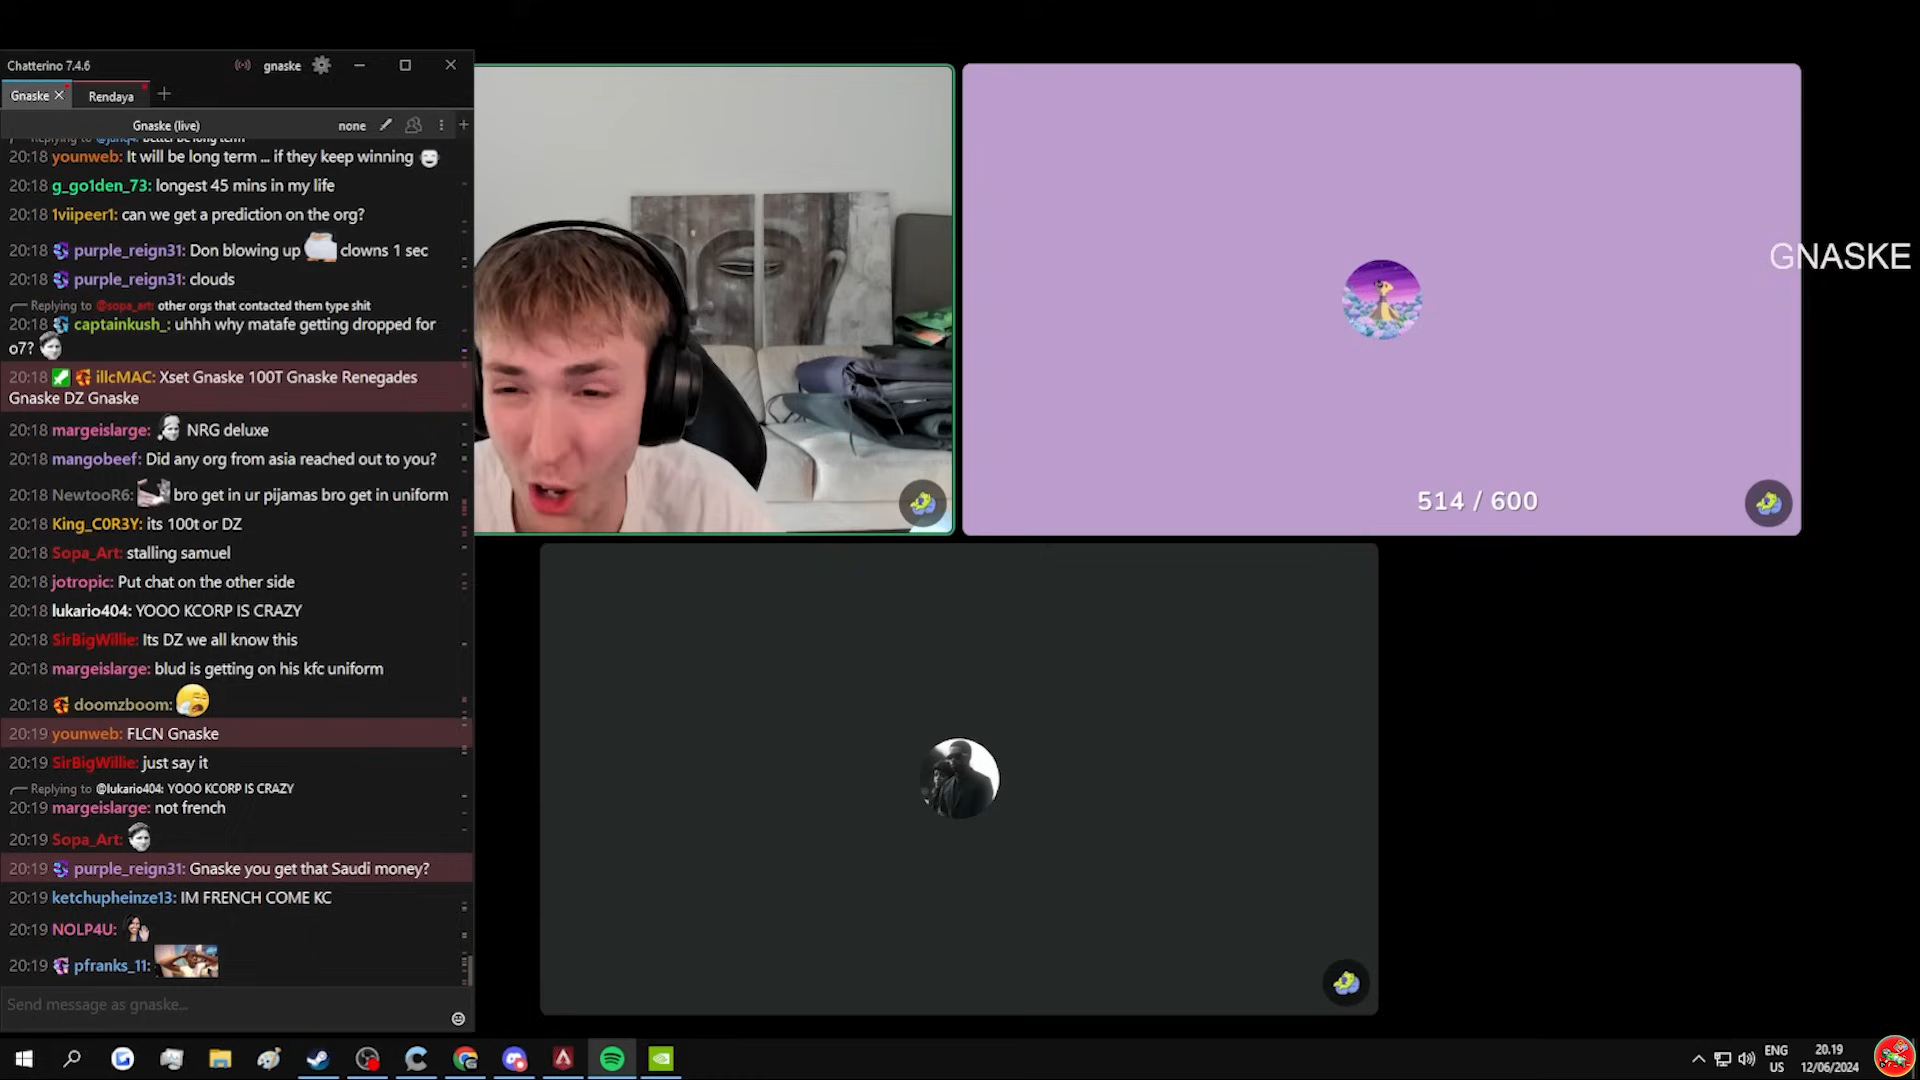 Chatterino 7.4.6
gnaske
Gnaske
Rendaya
Gnaske (live)
none
Replying to @junq4: better be long term
20:18 younweb: It will be long term ... if they keep winning
20:18 g_go1den_73: longest 45 mins in my life
20:18 1viipeer1: can we get a prediction on the org?
20:18 purple_reign31: Don blowing up clowns 1 sec
20:18 purple_reign31: clouds
Replying to @sopa_art: other orgs that contacted them type shit
20:18 captainkush_: uhhh why matafe getting dropped for
o7?
20:18 illcMAC: Xset Gnaske 100T Gnaske Renegades
Gnaske DZ Gnaske
20:18 margeislarge: NRG deluxe
20:18 mangobeef: Did any org from asia reached out to you?
20:18 NewtooR6: bro get in ur pijamas bro get in uniform
20:18 King_C0R3Y: its 100t or DZ
20:18 Sopa_Art: stalling samuel
20:18 jotropic: Put chat on the other side
20:18 lukario404: YOOO KCORP IS CRAZY
20:18 SirBigWillie: Its DZ we all know this
20:18 margeislarge: blud is getting on his kfc uniform
20:18 doomzboom:
20:19 younweb: FLCN Gnaske
20:19 SirBigWillie: just say it
Replying to @lukario404: YOOO KCORP IS CRAZY
20:19 margeislarge: not french
20:19 Sopa_Art:
20:19 purple_reign31: Gnaske you get that Saudi money?
20:19 ketchupheinze13: IM FRENCH COME KC
20:19 NOLP4U:
20:19 pfranks_11:
Send message as gnaske...
GNASKE
514 / 600
ENG
US
20.19
12/06/2024